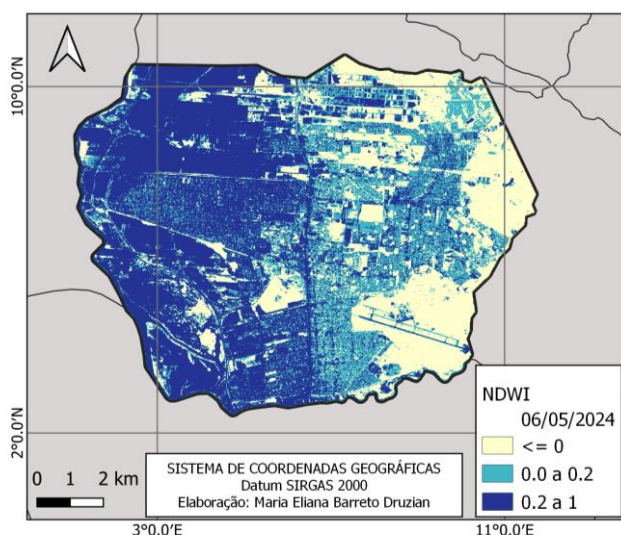 10°0.0'N
2°0.0'N
NDWI
06/05/2024
<= 0
0.0 a 0.2
0.2 a 1
0 1 2 km
SISTEMA DE COORDENADAS GEOGRÁFICAS
Datum SIRGAS 2000
Elaboração: Maria Eliana Barreto Druzian
3°0.0'E
11°0.0'E